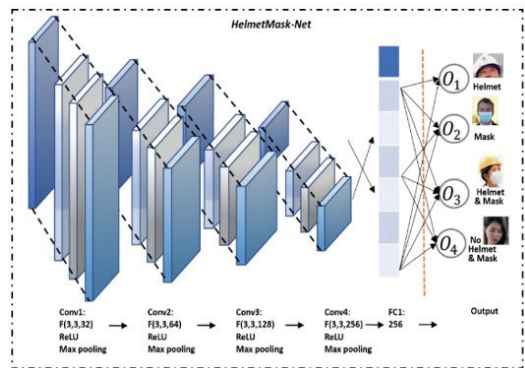 HelmetMask-Net
O1
Helmet
O2
Mask
O3
Helmet
& Mask
O4
No
Helmet
& Mask
Conv1:
F(3,3,32)
ReLU
Max pooling
Conv2:
F(3,3,64)
ReLU
Max pooling
Conv3:
F(3,3,128)
ReLU
Max pooling
Conv4:
F(3,3,256)
ReLU
Max pooling
FC1:
256
Output